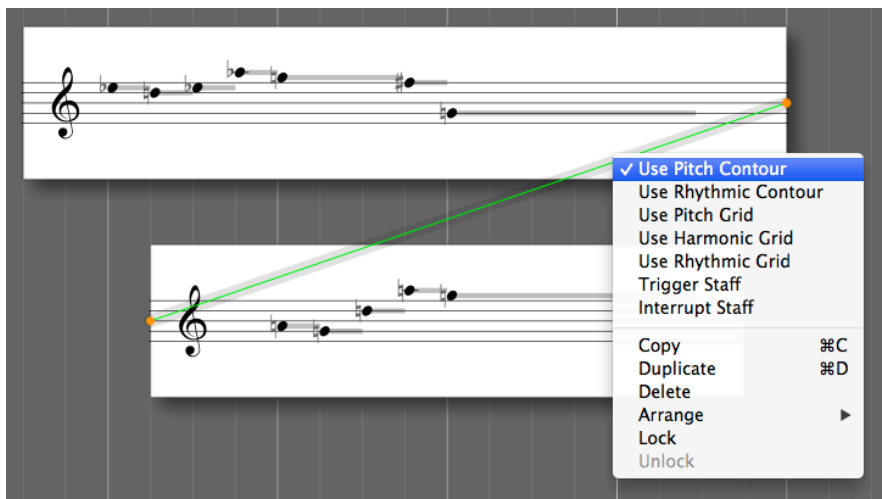 ✓ Use Pitch Contour
Use Rhythmic Contour
Use Pitch Grid
Use Harmonic Grid
Use Rhythmic Grid
Trigger Staff
Interrupt Staff
Copy ⌘C
Duplicate ⌘D
Delete
Arrange ▶
Lock
Unlock